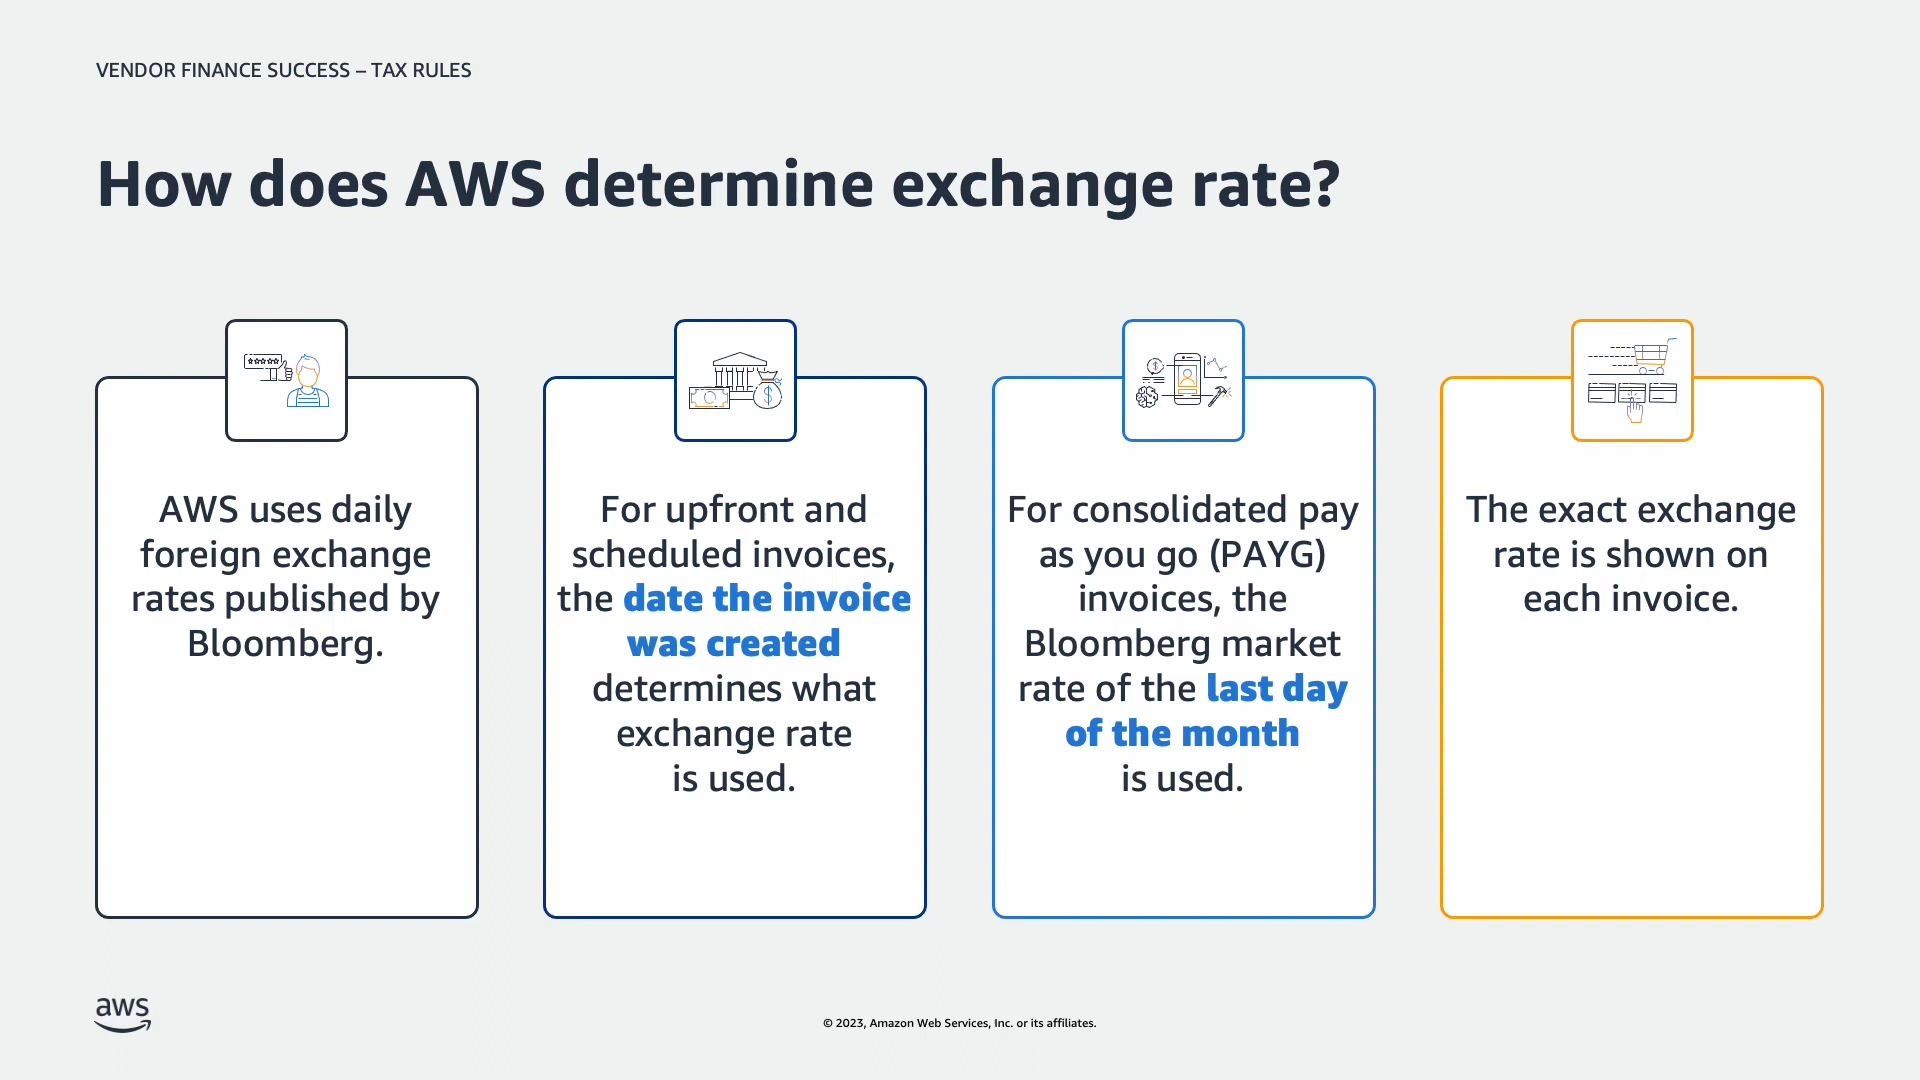 VENDOR FINANCE SUCCESS – TAX RULES
How does AWS determine exchange rate?
AWS uses daily
foreign exchange
rates published by
Bloomberg.
For upfront and
scheduled invoices,
the date the invoice
was created
determines what
exchange rate
is used.
For consolidated pay
as you go (PAYG)
invoices, the
Bloomberg market
rate of the last day
of the month
is used.
The exact exchange
rate is shown on
each invoice.
aws
© 2023, Amazon Web Services, Inc. or its affiliates.